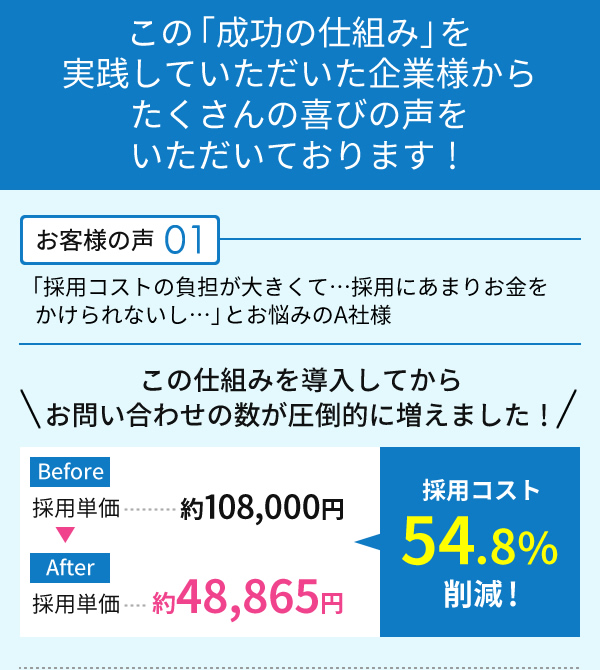 この「成功の仕組み」を
実践していただいた企業様から
たくさんの喜びの声を
いただいております！
お客様の声 01
「採用コストの負担が大きくて…採用にあまりお金を
かけられないし…」とお悩みのA社様
この仕組みを導入してから
お問い合わせの数が圧倒的に増えました！
Before
採用単価 ………… 約108,000円
After
採用単価 …… 約48,865円
採用コスト
54.8%
削減！